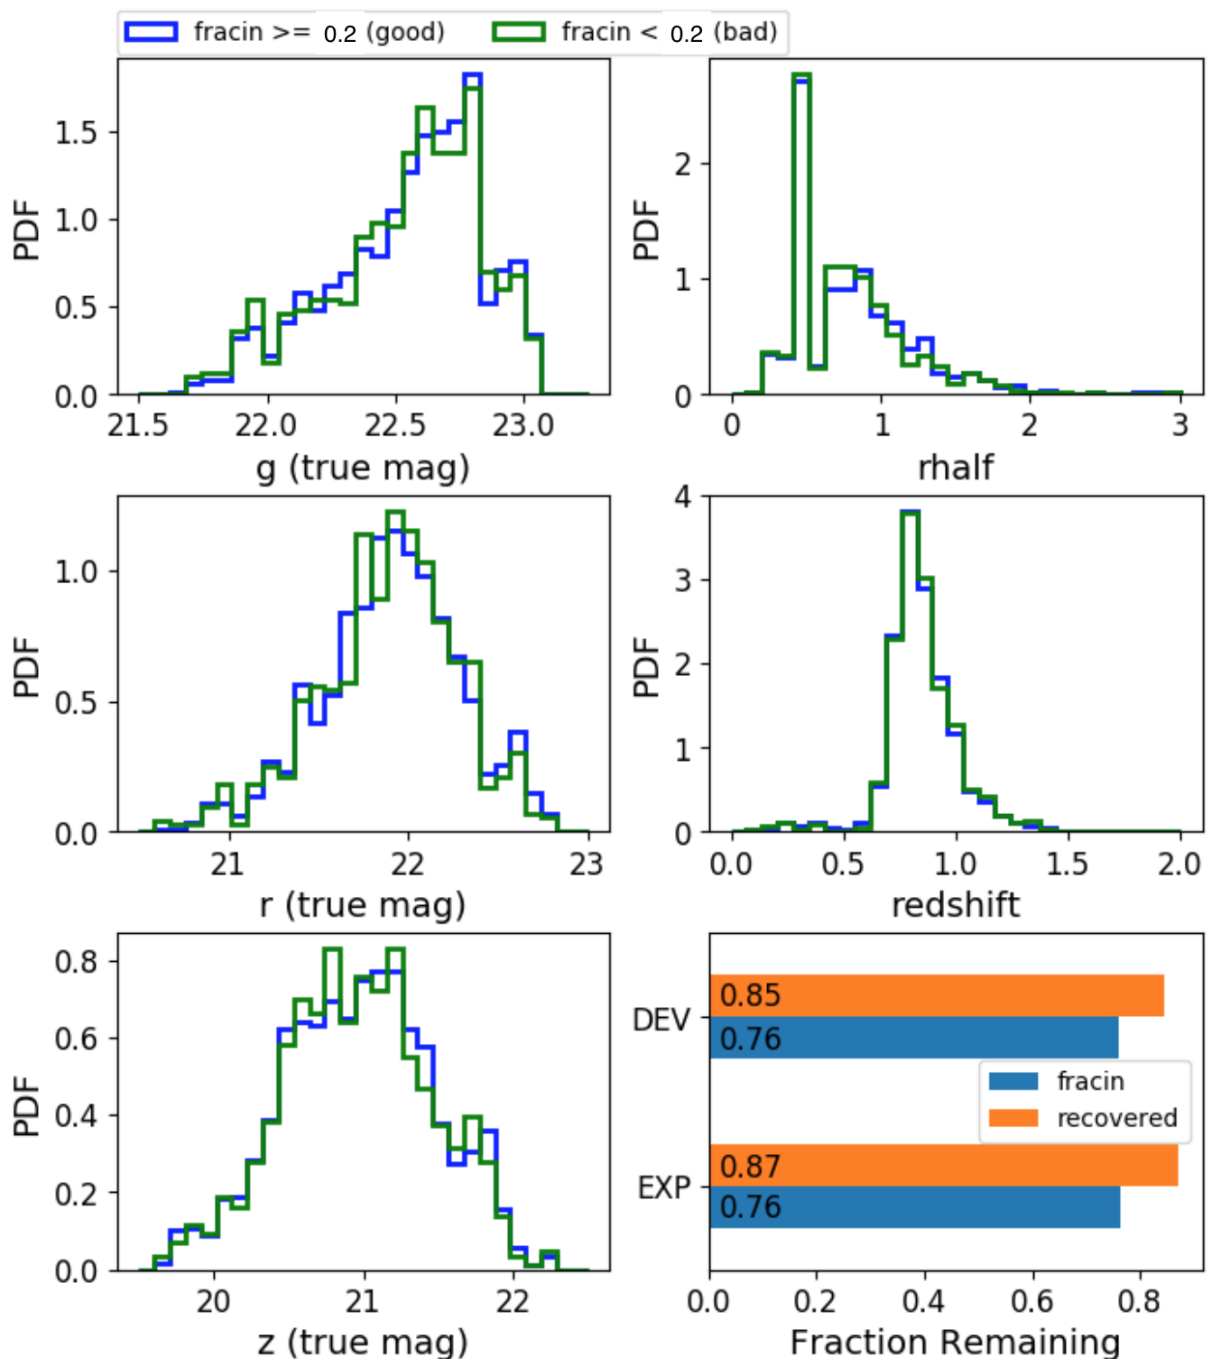 fracin >= 0.2 (good) fracin < 0.2 (bad)
1.5
1.0
0.5
0.0
PDF
21.5 22.0 22.5 23.0
g (true mag)
2
1
0
PDF
0 1 2 3
rhalf
1.0
0.5
0.0
PDF
21 22 23
r (true mag)
4
3
2
1
0
PDF
0.0 0.5 1.0 1.5 2.0
redshift
0.8
0.6
0.4
0.2
0.0
PDF
20 21 22
z (true mag)
DEV
0.85
0.76
fracin
recovered
EXP
0.87
0.76
0.0 0.2 0.4 0.6 0.8
Fraction Remaining